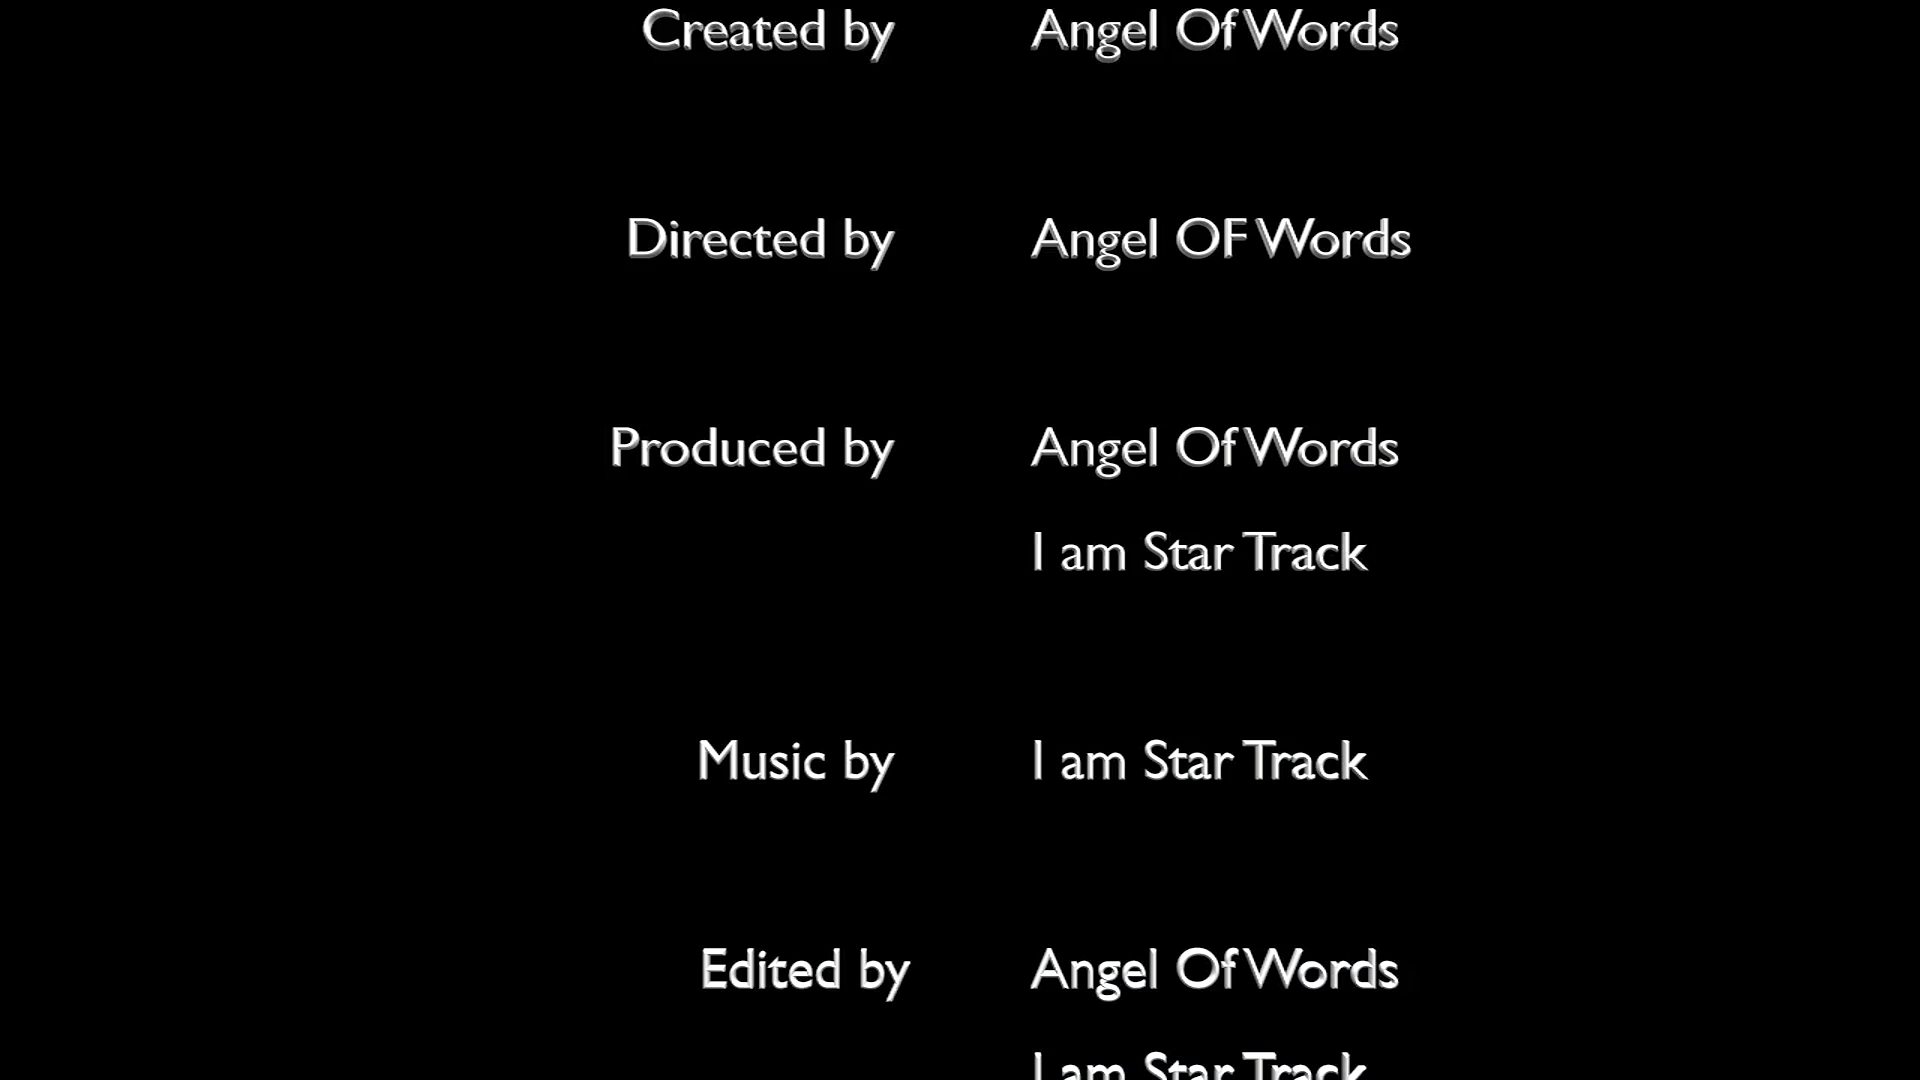 Created by Angel Of Words
Directed by Angel OF Words
Produced by Angel Of Words
I am Star Track
Music by I am Star Track
Edited by Angel Of Words
I am Star Track